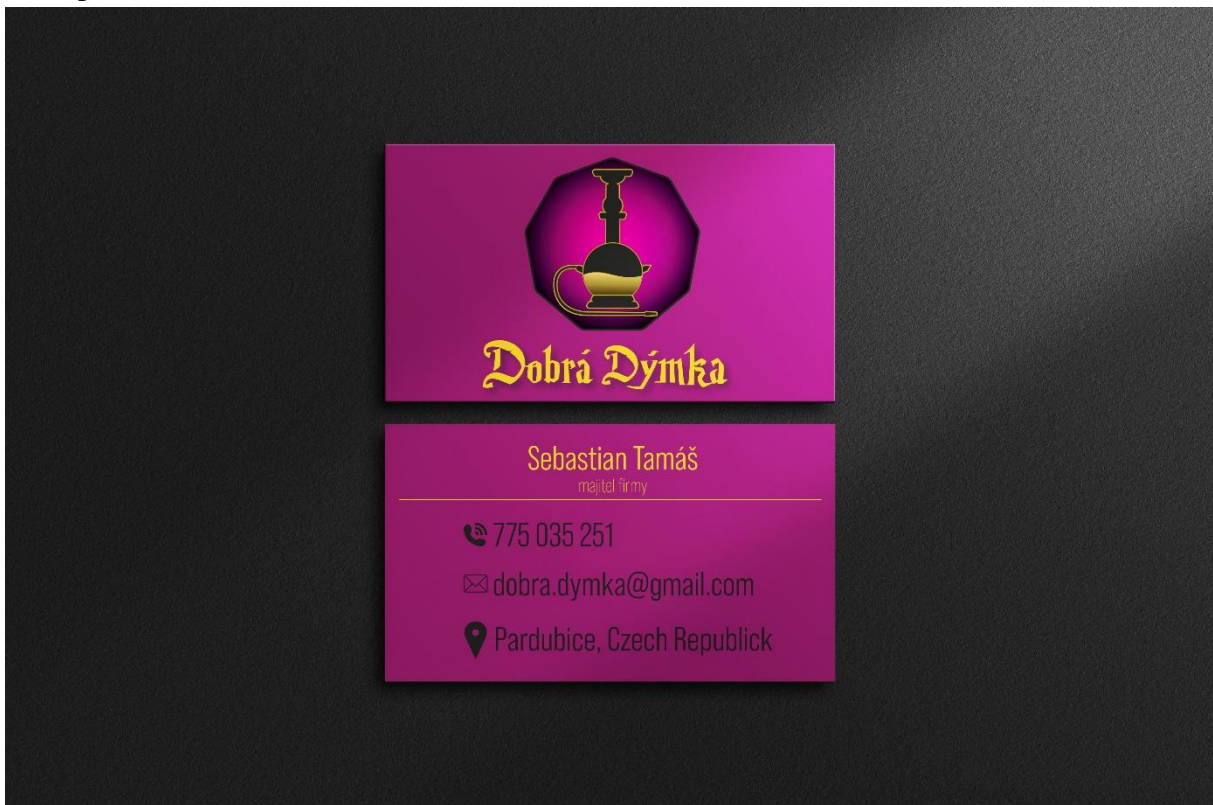 Dobrá Dýmka
Sebastian Tamáš
majitel firmy
775 035 251
dobra.dymka@gmail.com
Pardubice, Czech Republick